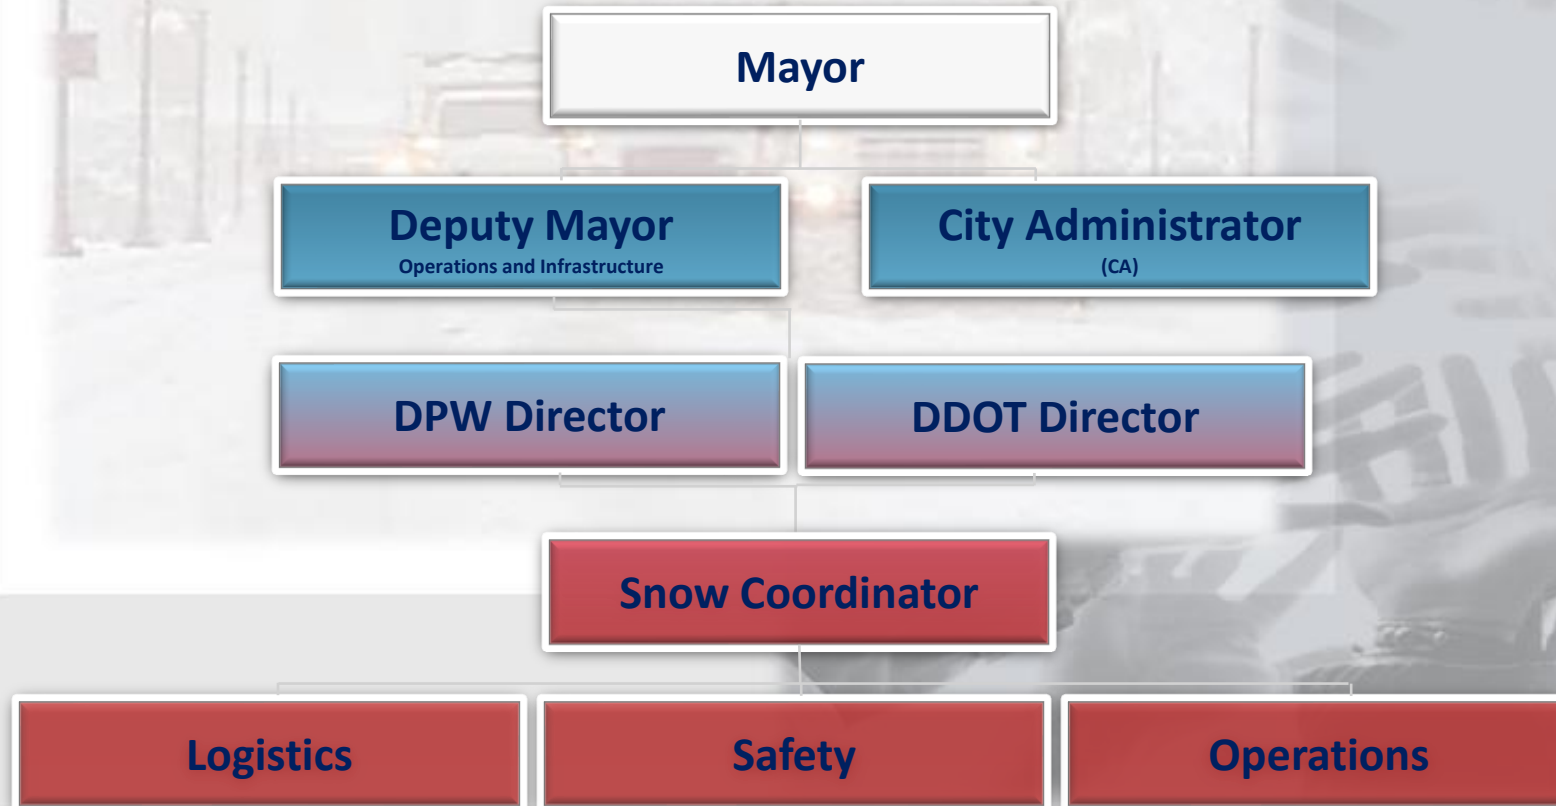 Mayor
Deputy Mayor
Operations and Infrastructure
City Administrator
(CA)
DPW Director
DDOT Director
Snow Coordinator
Logistics
Safety
Operations